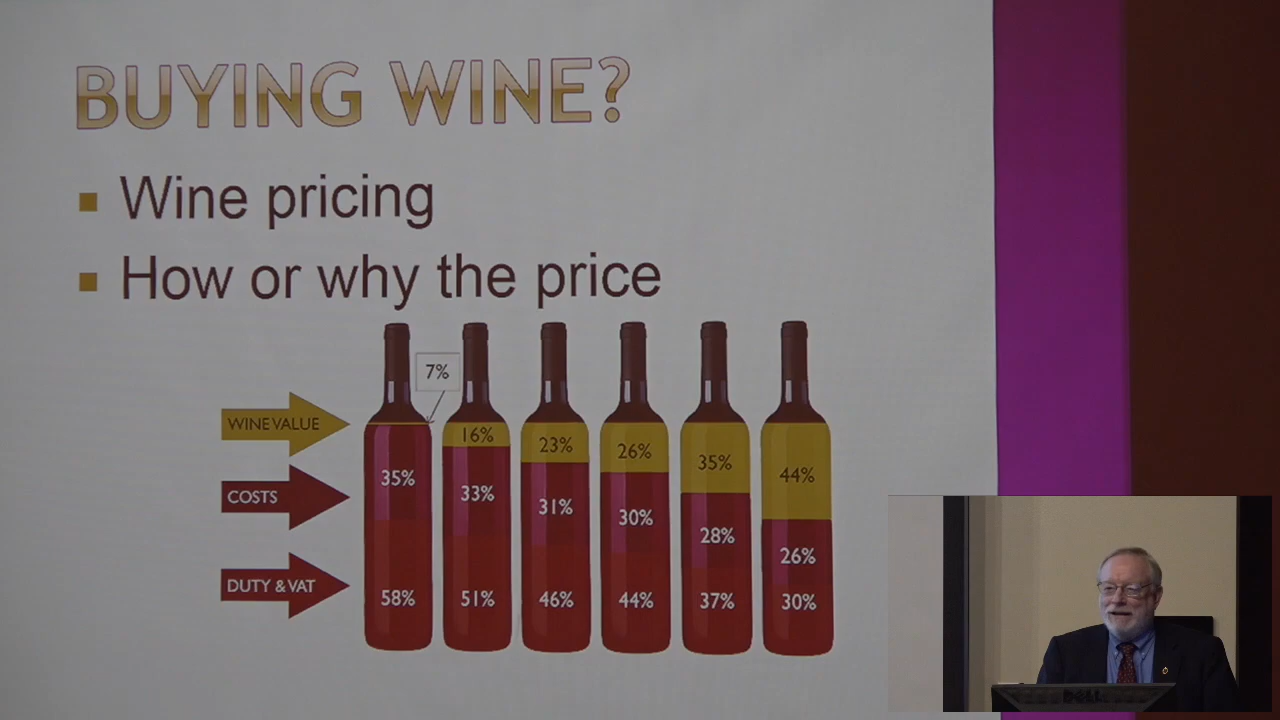 BUYING WINE?
Wine pricing
How or why the price
7%
WINE VALUE
16%
23%
26%
35%
44%
COSTS
35%
33%
31%
30%
28%
26%
DUTY & VAT
58%
51%
46%
44%
37%
30%
DELL